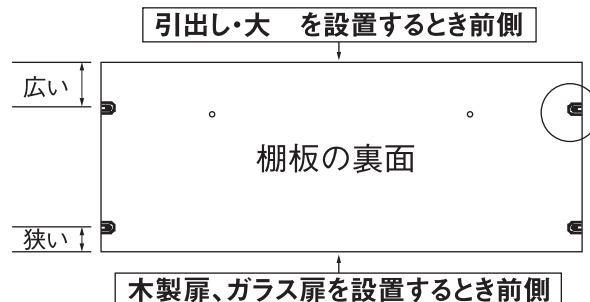 引出し・大　を設置するとき前側
広い
棚板の裏面
狭い
木製扉、ガラス扉を設置するとき前側